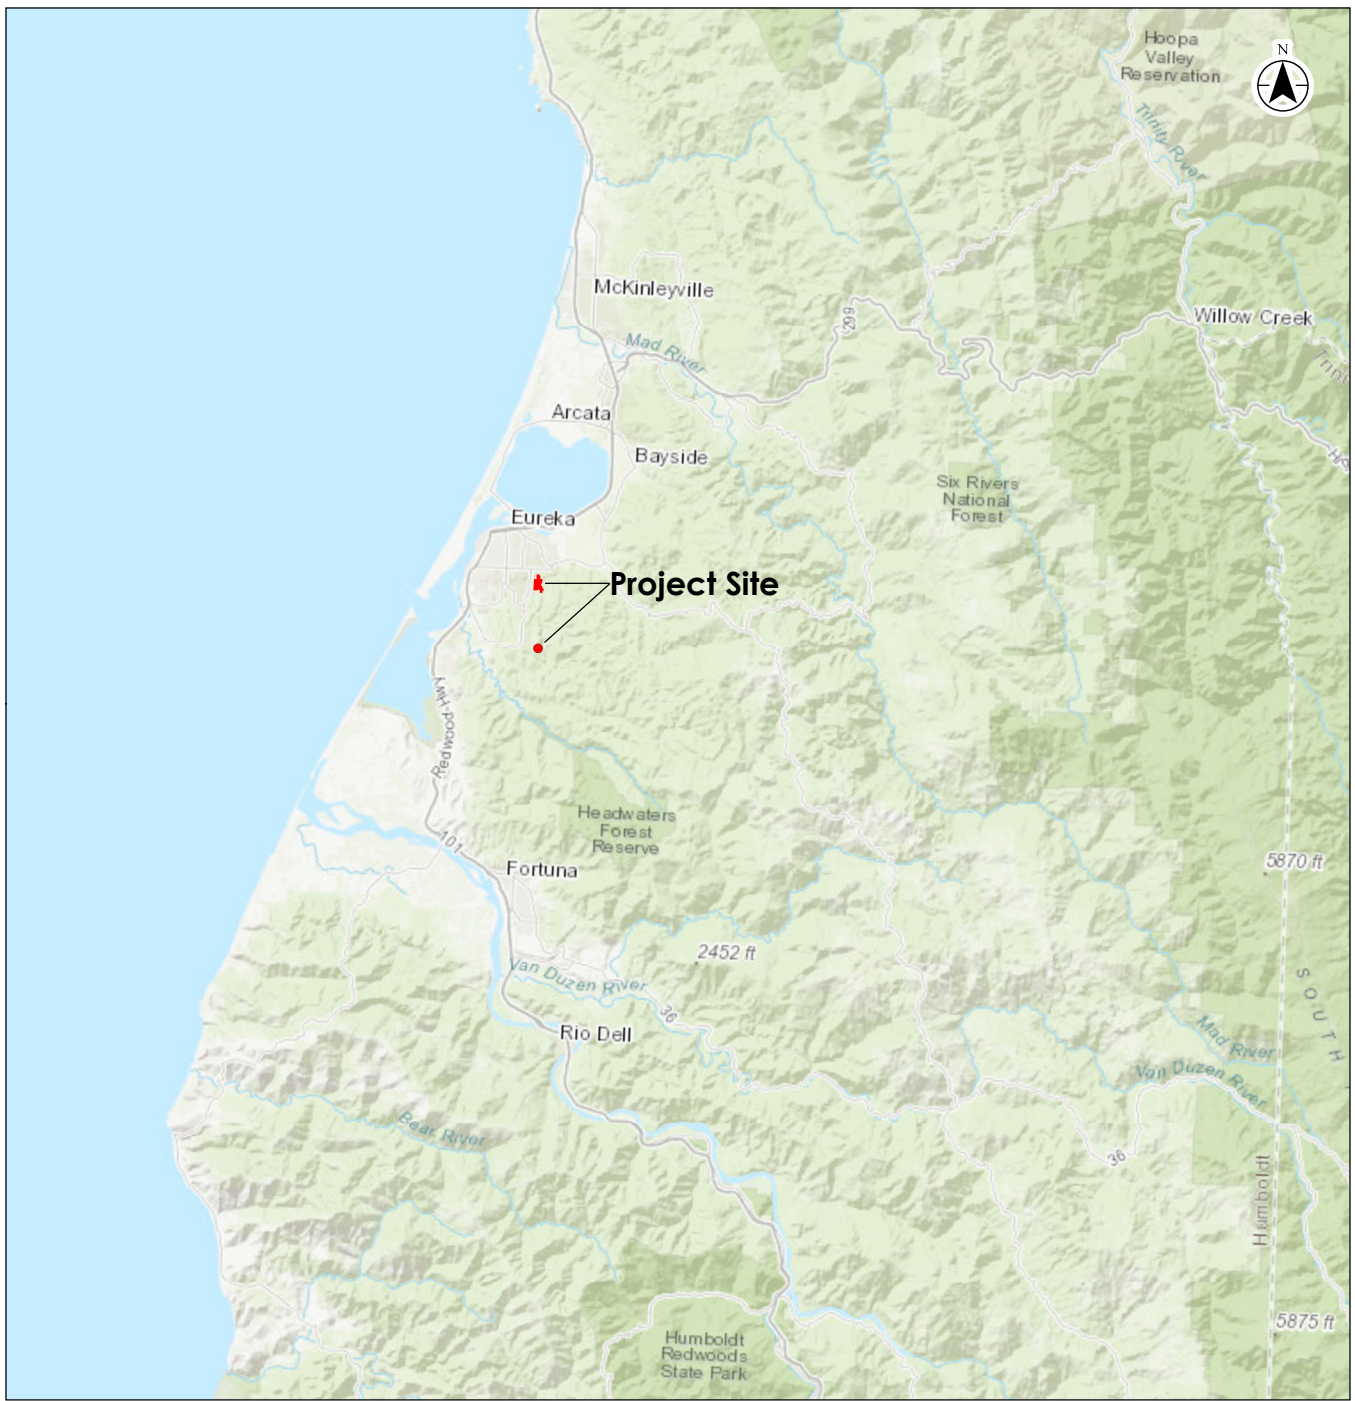 Hoopa
Valley
Reservation
N
Trinity River
McKinleyville
299
Willow Creek
Mad River
Arcata
Bayside
Six Rivers
National
Forest
Eureka
Project Site
Redwood Hwy
Headwaters
Forest
Reserve
101
5870 ft
Fortuna
2452 ft
Van Duzen River
36
SOUTH
Rio Dell
Mad River
Van Duzen River
Bear River
36
Humboldt
5875 ft
Humboldt
Redwoods
State Park